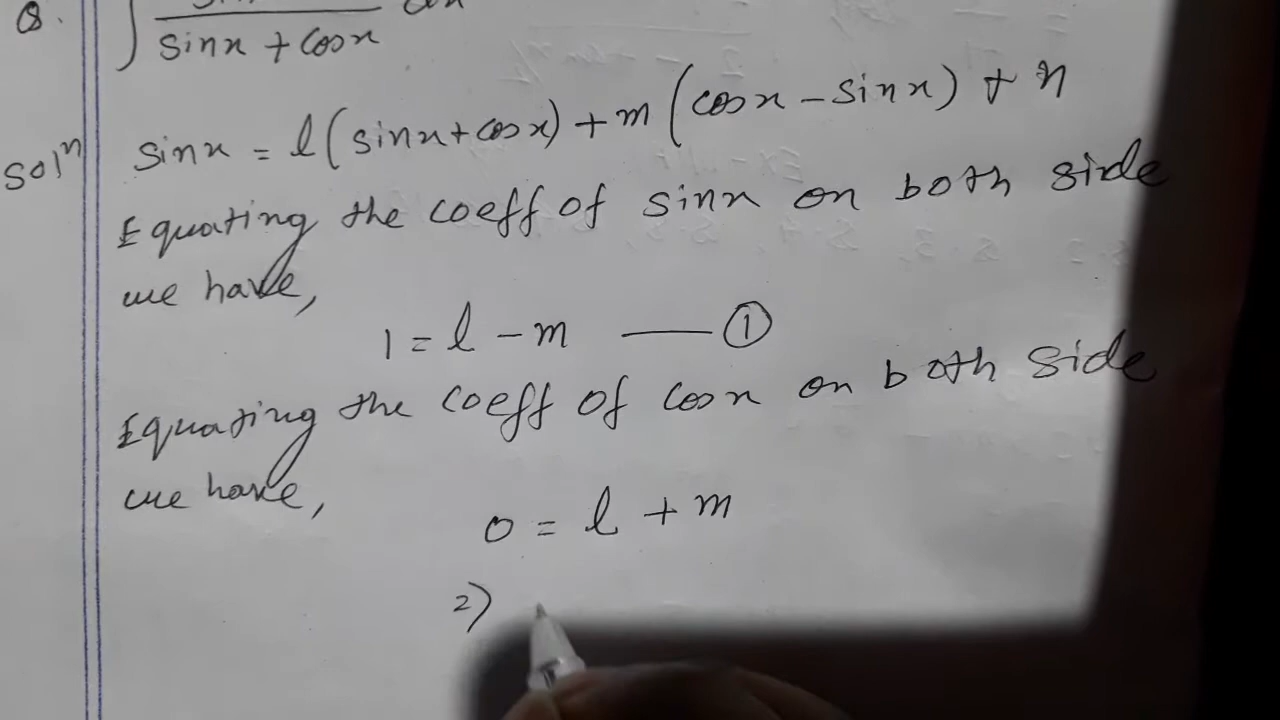 Q.
∫ / sinx + cosx
Solⁿ sinx = l(sinx+cosx) + m(cosx - sinx) + n
Equating the coeff of sinx on both side
we have,
1 = l - m —— ①
Equating the coeff of cosx on both side
we have,
0 = l + m
2)